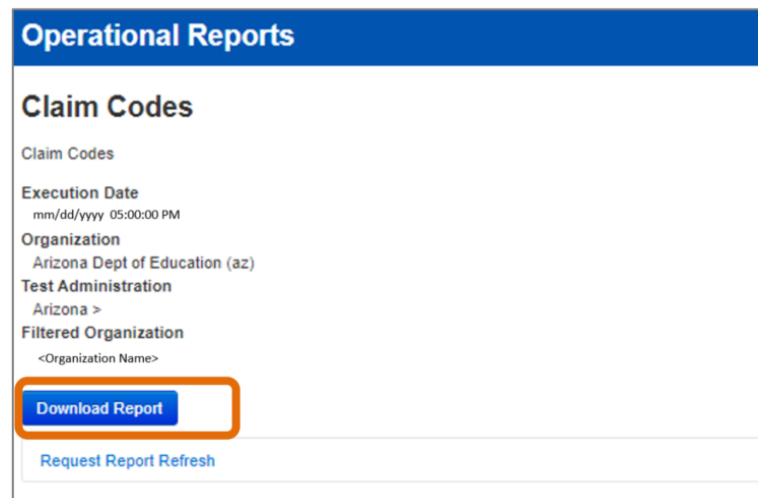 Operational Reports
Claim Codes
Claim Codes
Execution Date
mm/dd/yyyy 05:00:00 PM
Organization
Arizona Dept of Education (az)
Test Administration
Arizona >
Filtered Organization
<Organization Name>
Download Report
Request Report Refresh